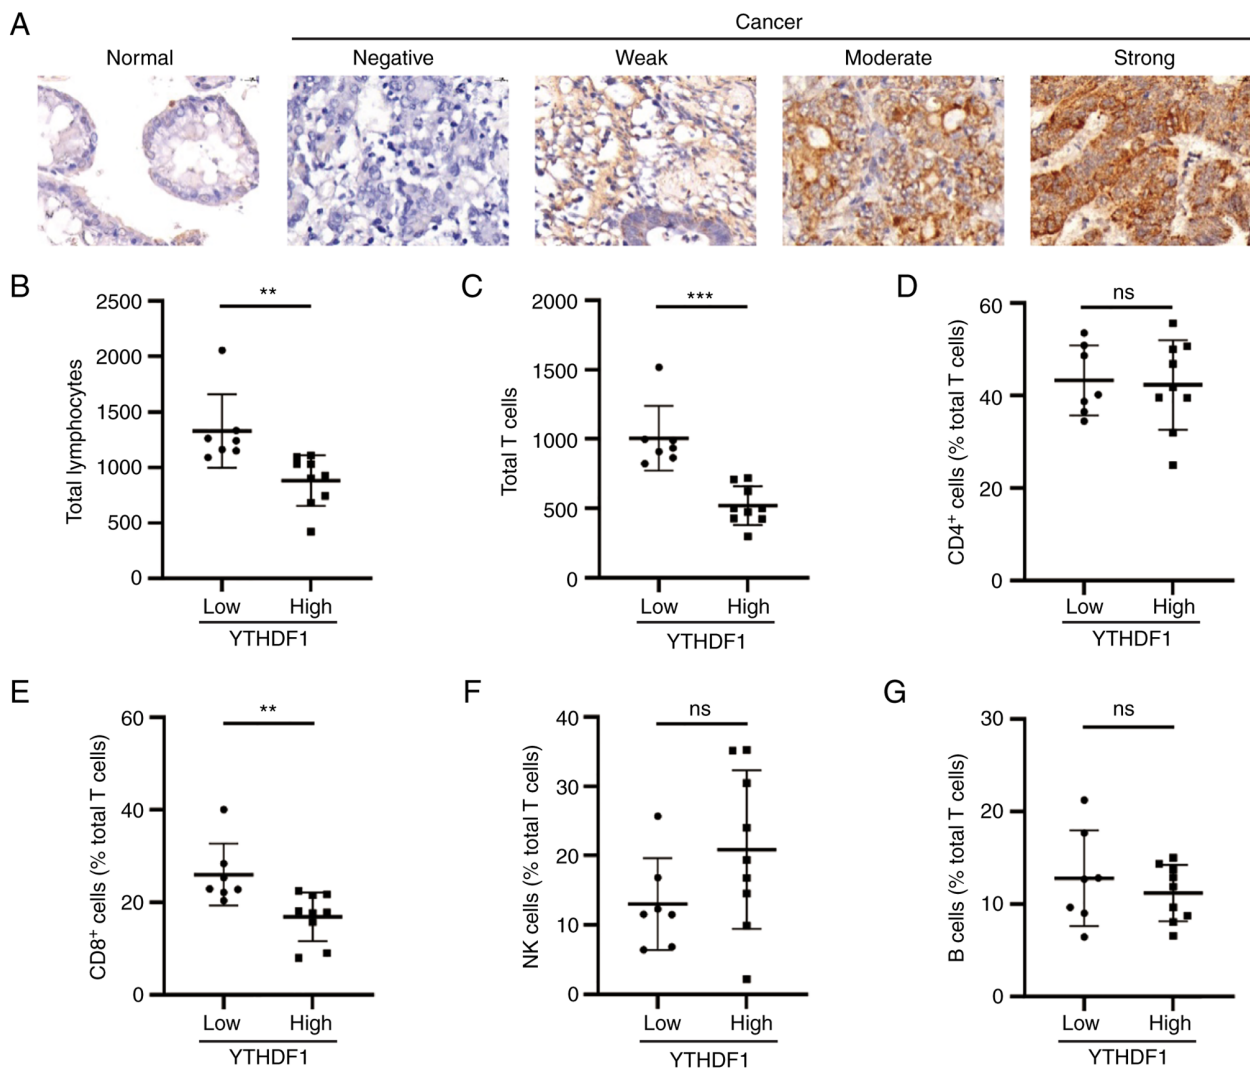 A
Cancer
Normal
Negative
Weak
Moderate
Strong
B
Total lymphocytes
2500
2000
1500
1000
500
0
**
Low
High
YTHDF1
C
Total T cells
2000
1500
1000
500
0
***
Low
High
YTHDF1
D
CD4+ cells (% total T cells)
60
40
20
0
ns
Low
High
YTHDF1
E
CD8+ cells (% total T cells)
60
40
20
0
**
Low
High
YTHDF1
F
NK cells (% total T cells)
40
30
20
10
0
ns
Low
High
YTHDF1
G
B cells (% total T cells)
30
20
10
0
ns
Low
High
YTHDF1